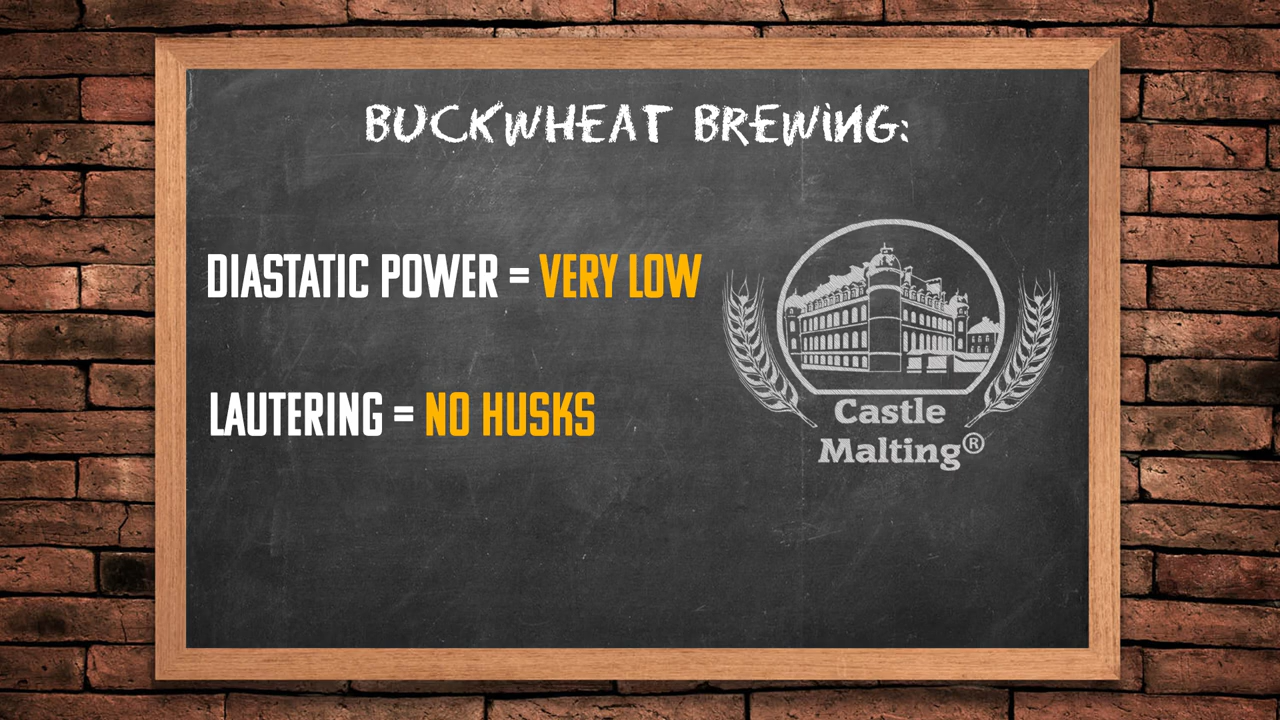 BUCKWHEAT BREWING:
DIASTATIC POWER = VERY LOW
LAUTERING = NO HUSKS
Castle
Malting®